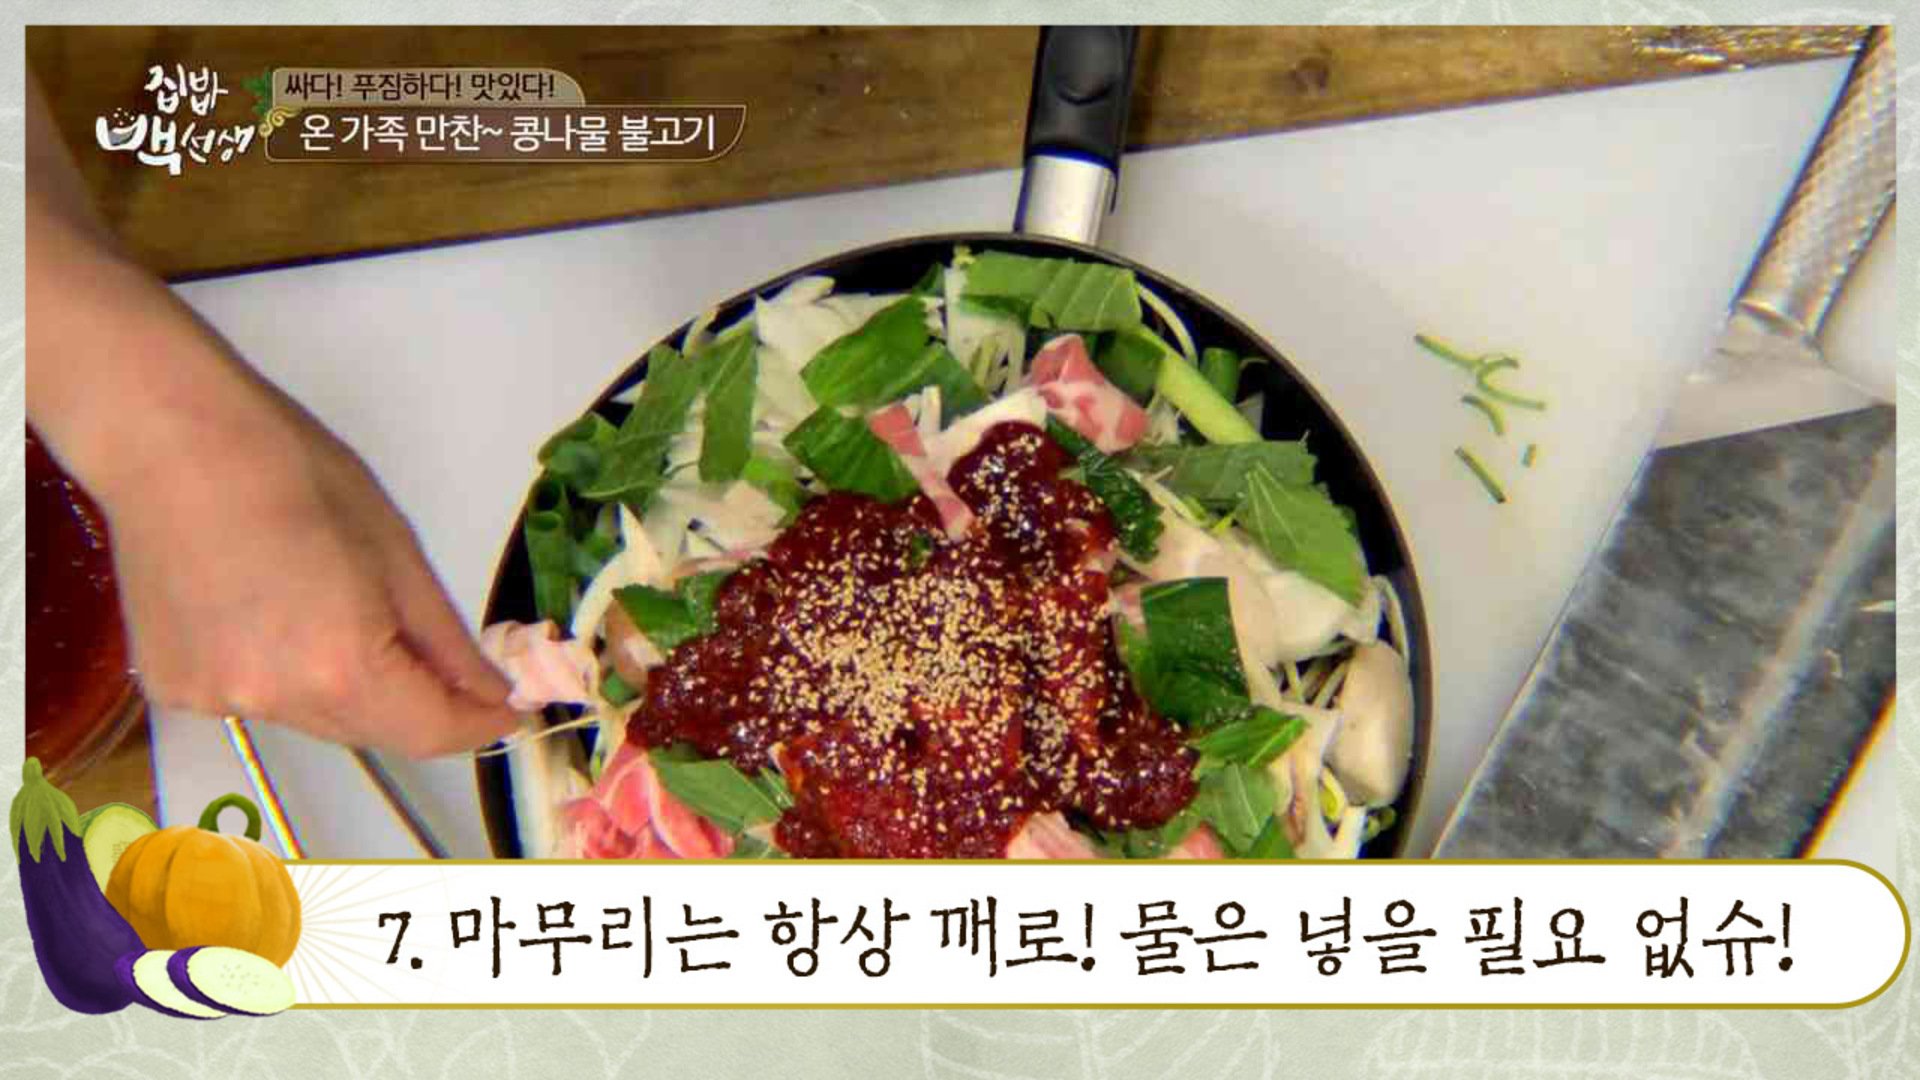 집밥
백선생
싸다! 푸짐하다! 맛있다!
온 가족 만찬~ 콩나물 불고기
7. 마무리는 항상 깨로! 물은 넣을 필요 없슈!